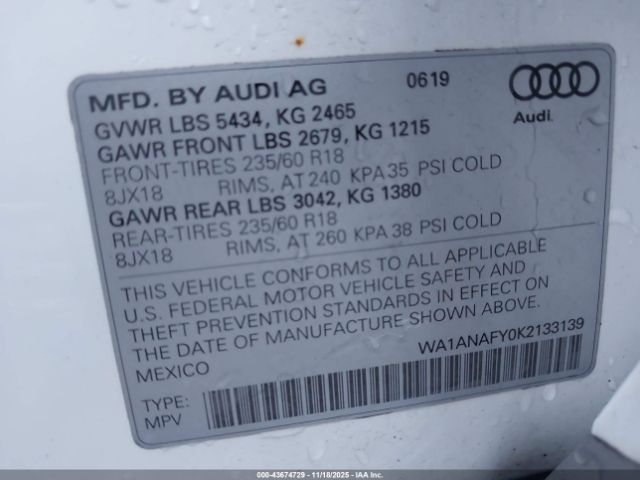 MFD. BY AUDI AG 0619
Audi
GVWR LBS 5434, KG 2465
GAWR FRONT LBS 2679, KG 1215
FRONT-TIRES 235/60 R18
8JX18 RIMS, AT 240 KPA 35 PSI COLD
GAWR REAR LBS 3042, KG 1380
REAR-TIRES 235/60 R18
8JX18 RIMS, AT 260 KPA 38 PSI COLD
THIS VEHICLE CONFORMS TO ALL APPLICABLE
U.S. FEDERAL MOTOR VEHICLE SAFETY AND
THEFT PREVENTION STANDARDS IN EFFECT ON
THE DATE OF MANUFACTURE SHOWN ABOVE.
MEXICO WA1ANAFY0K2133139
TYPE:
MPV
000-43674729 - 11/18/2025 - IAAI.com